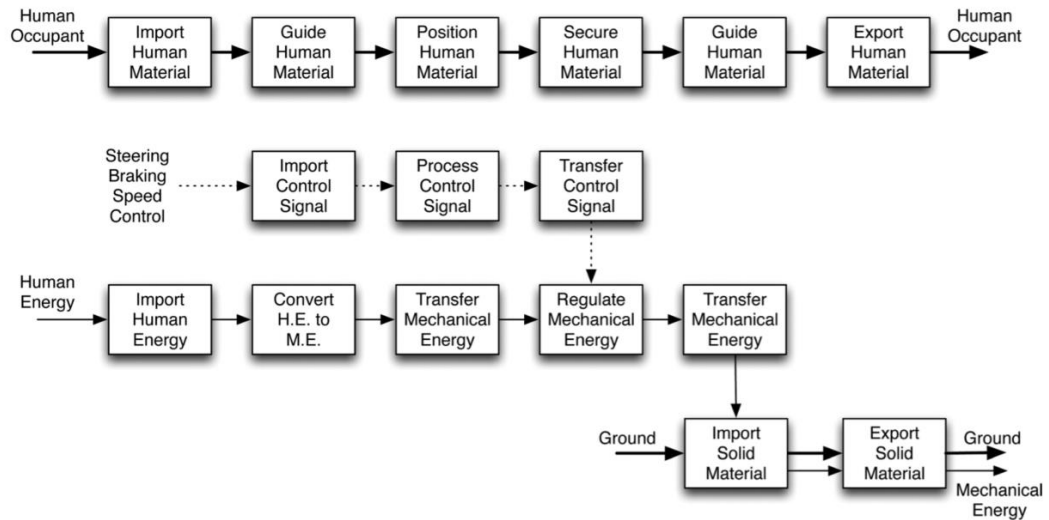 Human
Occupant
Import
Human
Material
Guide
Human
Material
Position
Human
Material
Secure
Human
Material
Guide
Human
Material
Export
Human
Material
Human
Occupant
Steering
Braking
Speed
Control
Import
Control
Signal
Process
Control
Signal
Transfer
Control
Signal
Human
Energy
Import
Human
Energy
Convert
H.E. to
M.E.
Transfer
Mechanical
Energy
Regulate
Mechanical
Energy
Transfer
Mechanical
Energy
Ground
Import
Solid
Material
Export
Solid
Material
Ground
Mechanical
Energy